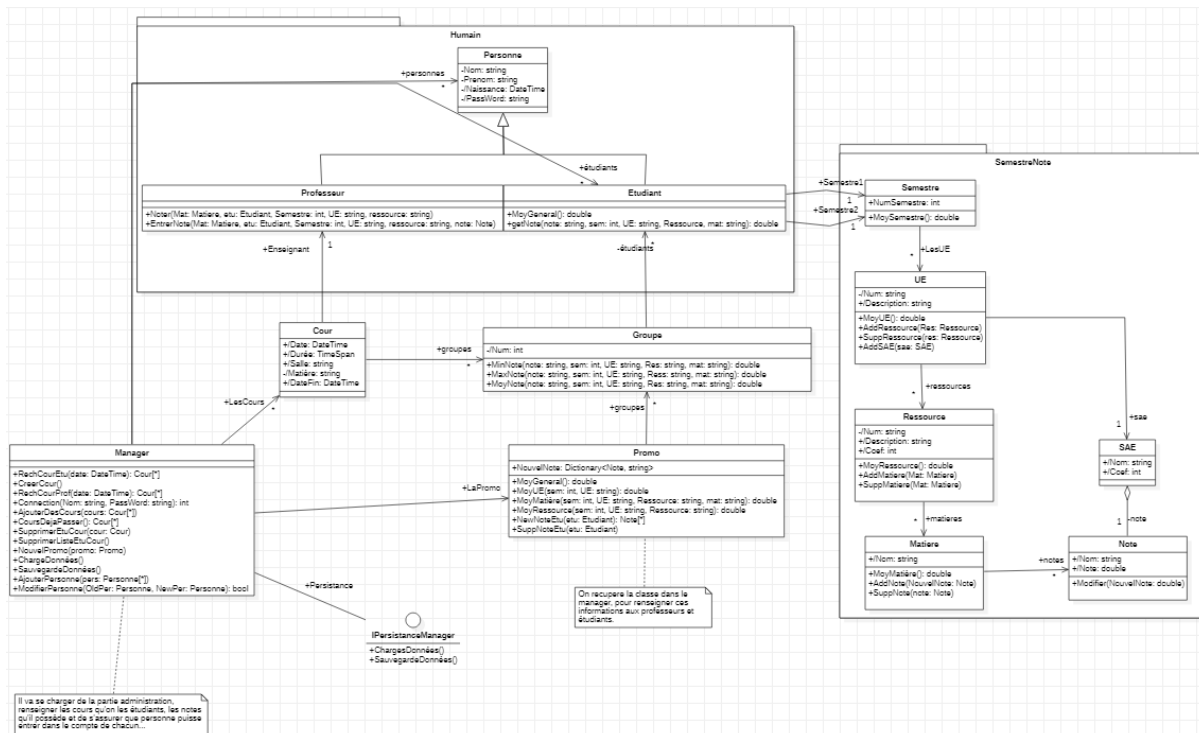 Humain
Personne
-Nom: string
-Prenom: string
-/Naissance: DateTime
-/PassWord: string
+personnes
*
+étudiants
*
Professeur
+Noter(Mat: Matiere, etu: Etudiant, Semestre: int, UE: string, ressource: string)
+EntrerNote(Mat: Matiere, etu: Etudiant, Semestre: int, UE: string, ressource: string, note: Note)
Etudiant
+MoyGeneral(): double
+getNote(note: string, sem: int, UE: string, Ressource, mat: string): double
+Enseignant
1
-étudiants
*
+Semestre1
1
+Semestre2
1
SemestreNote
Semestre
+NumSemestre: int
+MoySemestre(): double
+LesUE
*
UE
-/Num: string
+/Description: string
+MoyUE(): double
+AddRessource(Res: Ressource)
+SuppRessource(res: Ressource)
+AddSAE(sae: SAE)
+ressources
*
+sae
1
Ressource
-/Num: string
+/Description: string
+/Coef: int
+MoyRessource(): double
+AddMatiere(Mat: Matiere)
+SuppMatiere(Mat: Matiere)
SAE
+/Nom: string
+/Coef: int
-note
1
+matieres
*
Matiere
+/Nom: string
+MoyMatière(): double
+AddNote(NouvelNote: Note)
+SuppNote(note: Note)
+notes
*
Note
+/Nom: string
+/Note: double
+Modifier(NouvelNote: double)
Cour
+/Date: DateTime
+/Durée: TimeSpan
+/Salle: string
-/Matière: string
+/DateFin: DateTime
+groupes
*
Groupe
-/Num: int
+MinNote(note: string, sem: int, UE: string, Res: string, mat: string): double
+MaxNote(note: string, sem: int, UE: string, Ress: string, mat: string): double
+MoyNote(note: string, sem: int, UE: string, Res: string, mat: string): double
+LesCours
*
+groupes
*
Manager
+RechCourEtu(date: DateTime): Cour[*]
+CreerCour()
+RechCourProf(date: DateTime): Cour[*]
+Connection(Nom: string, PassWord: string): int
+AjouterDesCours(cours: Cour[*])
+CoursDejaPasser(): Cour[*]
+SupprimerEtuCour(cour: Cour)
+SupprimerListeEtuCour()
+NouvelPromo(promo: Promo)
+ChargeDonnées()
+SauvegardeDonnées()
+AjouterPersonne(pers: Personne[*])
+ModifierPersonne(OldPer: Personne, NewPer: Personne): bool
+LaPromo
Promo
+NouvelNote: Dictionary<Note, string>
+MoyGeneral(): double
+MoyUE(sem: int, UE: string): double
+MoyMatière(sem: int, UE: string, Ressource: string, mat: string): double
+MoyRessource(sem: int, UE: string, Ressource: string): double
+NewNoteEtu(etu: Etudiant): Note[*]
+SuppNoteEtu(etu: Etudiant)
+Persistance
IPersistanceManager
+ChargesDonnées()
+SauvegardeDonnées()
On recupere la classe dans le
manager, pour renseigner ces
informations aux professeurs et
étudiants.
Il va se charger de la partie administration,
renseigner les cours qu'on les étudiants, les notes
qu'il possède et de s'assurer que personne puisse
entrer dans le compte de chacun...